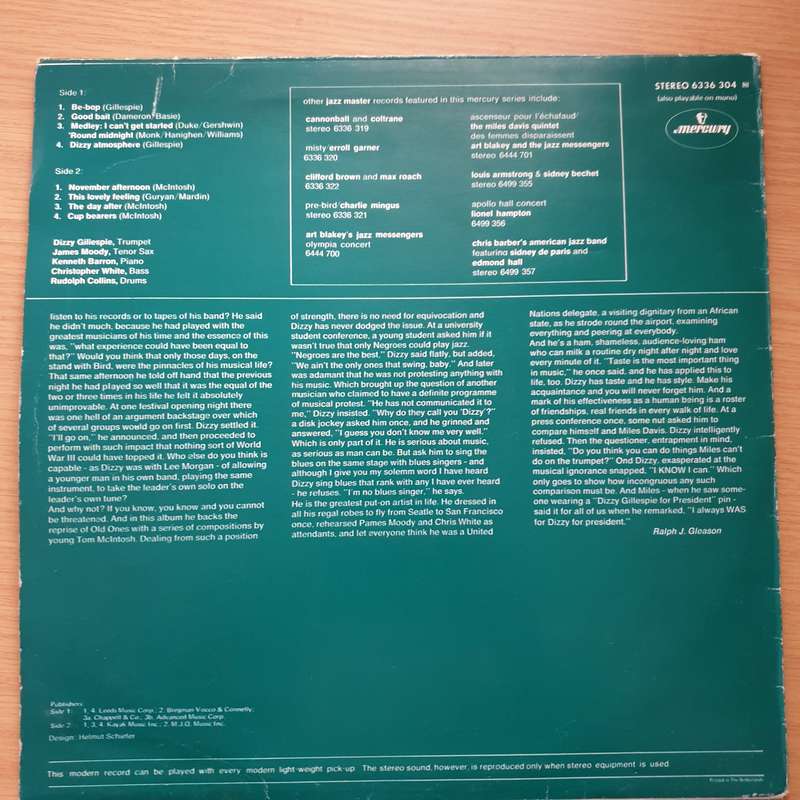 Side 1:
1. Be-bop (Gillespie)
2. Good bait (Dameron/Basie)
3. Medley: I can't get started (Duke/Gershwin)
'Round midnight (Monk/Hanighen/Williams)
4. Dizzy atmosphere (Gillespie)
Side 2:
1. November afternoon (McIntosh)
2. This lovely feeling (Guryan/Mardin)
3. The day after (McIntosh)
4. Cup bearers (McIntosh)
Dizzy Gillespie, Trumpet
James Moody, Tenor Sax
Kenneth Barron, Piano
Christopher White, Bass
Rudolph Collins, Drums
other jazz master records featured in this mercury series include:
cannonball and coltrane
stereo 6336 319
misty/erroll garner
6336 320
clifford brown and max roach
6336 322
pre-bird/charlie mingus
stereo 6336 321
art blakey's jazz messengers
olympia concert
6444 700
ascenseur pour l'échafaud/
the miles davis quintet
des femmes disparaissent
art blakey and the jazz messengers
stereo 6444 701
louis armstrong & sidney bechet
stereo 6499 355
apollo hall concert
lionel hampton
6499 356
chris barber's american jazz band
featuring sidney de paris and
edmond hall
stereo 6499 357
STEREO 6336 304
(also playable on mono)
mercury
listen to his records or to tapes of his band? He said
he didn't much, because he had played with the
greatest musicians of his time and the essence of this
was, "what experience could have been equal to
that?" Would you think that only those days, on the
stand with Bird, were the pinnacles of his musical life?
That same afternoon he told off hand that the previous
night he had played so well that it was the equal of the
two or three times in his life he felt it absolutely
unimprovable. At one festival opening night there
was one hell of an argument backstage over which
of several groups would go on first. Dizzy settled it.
"I'll go on," he announced, and then proceeded to
perform with such impact that nothing sort of World
War III could have topped it. Who else do you think is
capable - as Dizzy was with Lee Morgan - of allowing
a younger man in his own band, playing the same
instrument, to take the leader's own solo on the
leader's own tune?
And why not? If you know, you know and you cannot
be threatened. And in this album he backs the
reprise of Old Ones with a series of compositions by
young Tom McIntosh. Dealing from such a position
of strength, there is no need for equivocation and
Dizzy has never dodged the issue. At a university
student conference, a young student asked him if it
wasn't true that only Negroes could play jazz.
"Negroes are the best," Dizzy said flatly, but added,
"We ain't the only ones that swing, baby." And later
was adamant that he was not protesting anything with
his music. Which brought up the question of another
musician who claimed to have a definite programme
of musical protest. "He has not communicated it to
me," Dizzy insisted. "Why do they call you 'Dizzy'?"
a disk jockey asked him once, and he grinned and
answered, "I guess you don't know me very well."
Which is only part of it. He is serious about music,
as serious as man can be. But ask him to sing the
blues on the same stage with blues singers - and
although I give you my solemn word I have heard
Dizzy sing blues that rank with any I have ever heard
- he refuses. "I'm no blues singer," he says.
He is the greatest put-on artist in life. He dressed in
all his regal robes to fly from Seatle to San Francisco
once, rehearsed Pames Moody and Chris White as
attendants, and let everyone think he was a United
Nations delegate, a visiting dignitary from an African
state, as he strode round the airport, examining
everything and peering at everybody.
And he's a ham, shameless, audience-loving ham
who can milk a routine dry night after night and love
every minute of it. "Taste is the most important thing
in music," he once said, and he has applied this to
life, too. Dizzy has taste and he has style. Make his
acquaintance and you will never forget him. And a
mark of his effectiveness as a human being is a roster
of friendships, real friends in every walk of life. At a
press conference once, some nut asked him to
compare himself and Miles Davis. Dizzy intelligently
refused. Then the questioner, entrapment in mind,
insisted, "Do you think you can do things Miles can't
do on the trumpet?" Ond Dizzy, exasperated at the
musical ignorance snapped, "I KNOW I can." Which
only goes to show how incongruous any such
comparison must be. And Miles - when he saw some-
one wearing a "Dizzy Gillespie for President" pin -
said it for all of us when he remarked, "I always WAS
for Dizzy for president."
Ralph J. Gleason
Publishers:
Side 1: 1, 4. Leeds Music Corp.; 2. Bregman Vocco & Connelly;
3a. Chappell & Co., 3b. Advanced Music Corp.
Side 2: 1, 3, 4. Kayak Music Inc.; 2. M.J.Q. Music Inc.
Design: Helmut Schiefer
This modern record can be played with every modern light-weight pick-up. The stereo sound, however, is reproduced only when stereo equipment is used.
Printed in The Netherlands